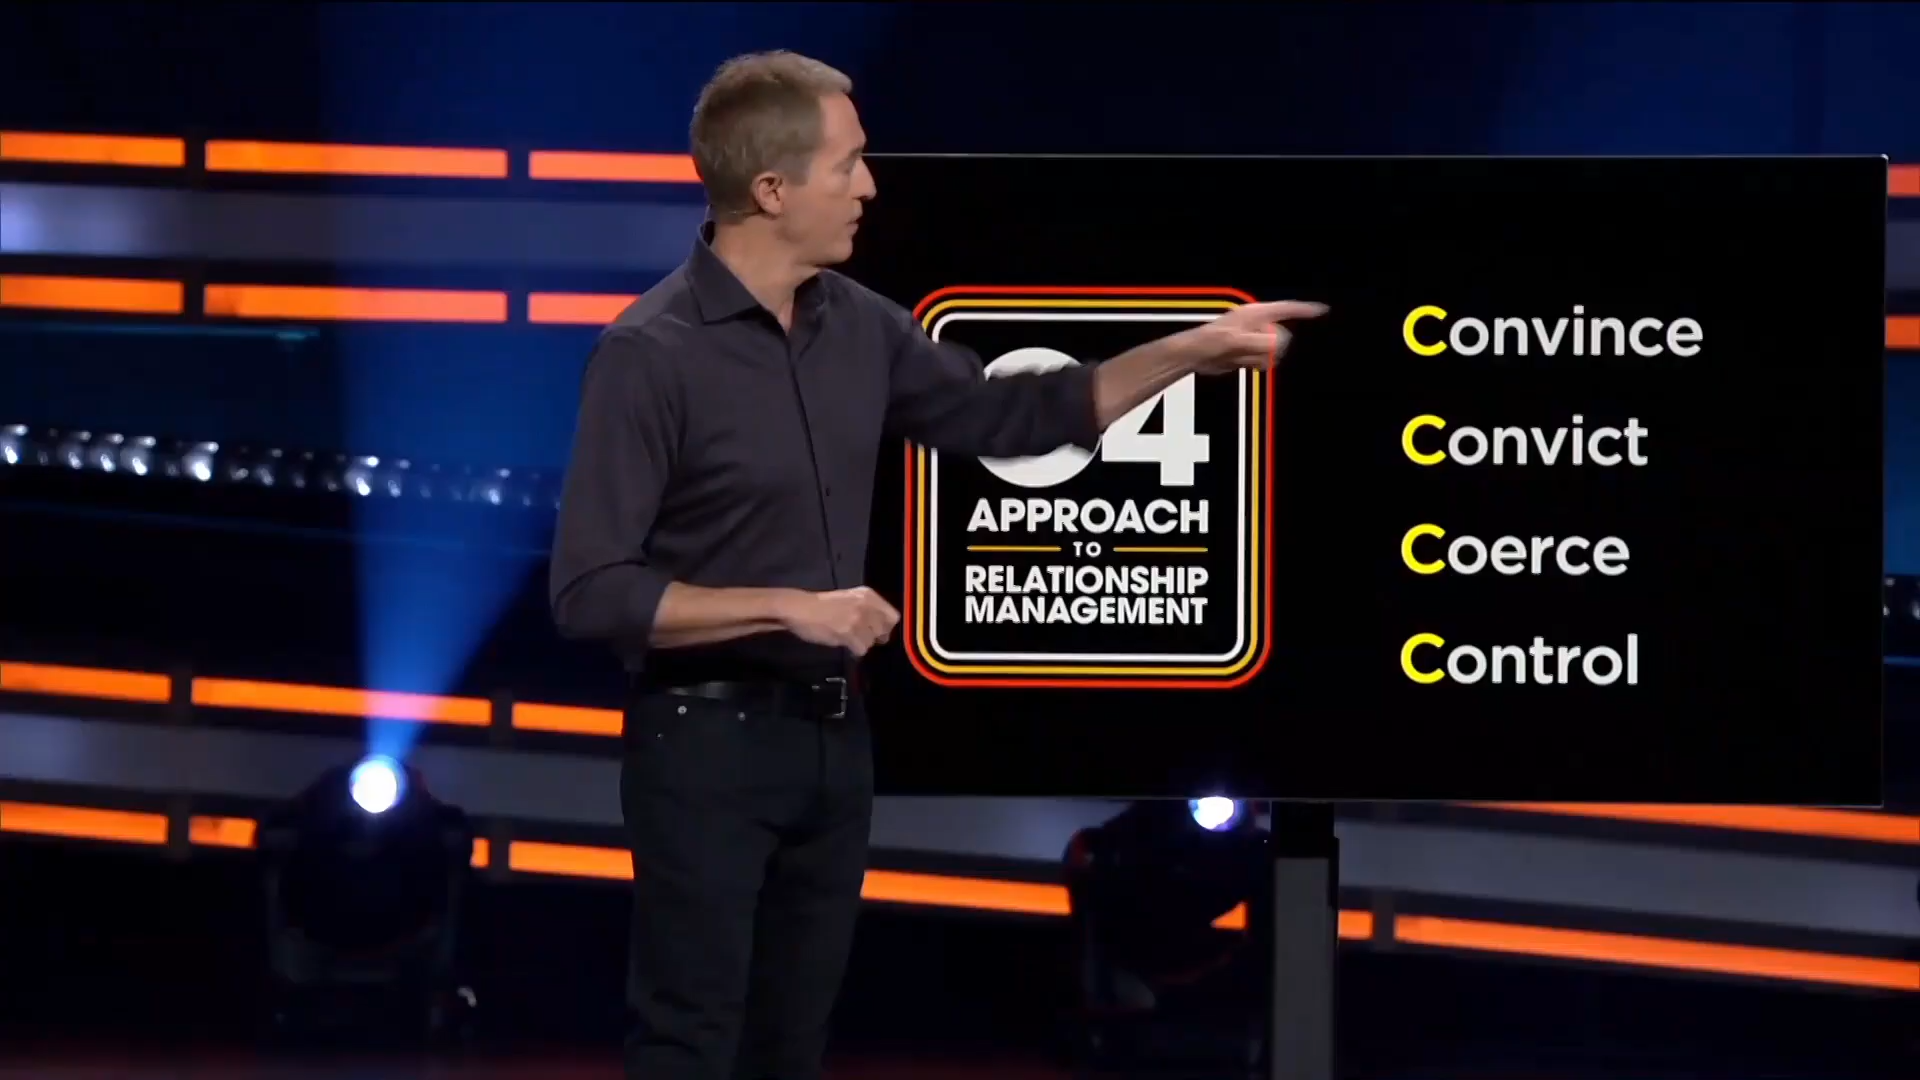 4
APPROACH
TO
RELATIONSHIP
MANAGEMENT
Convince
Convict
Coerce
Control